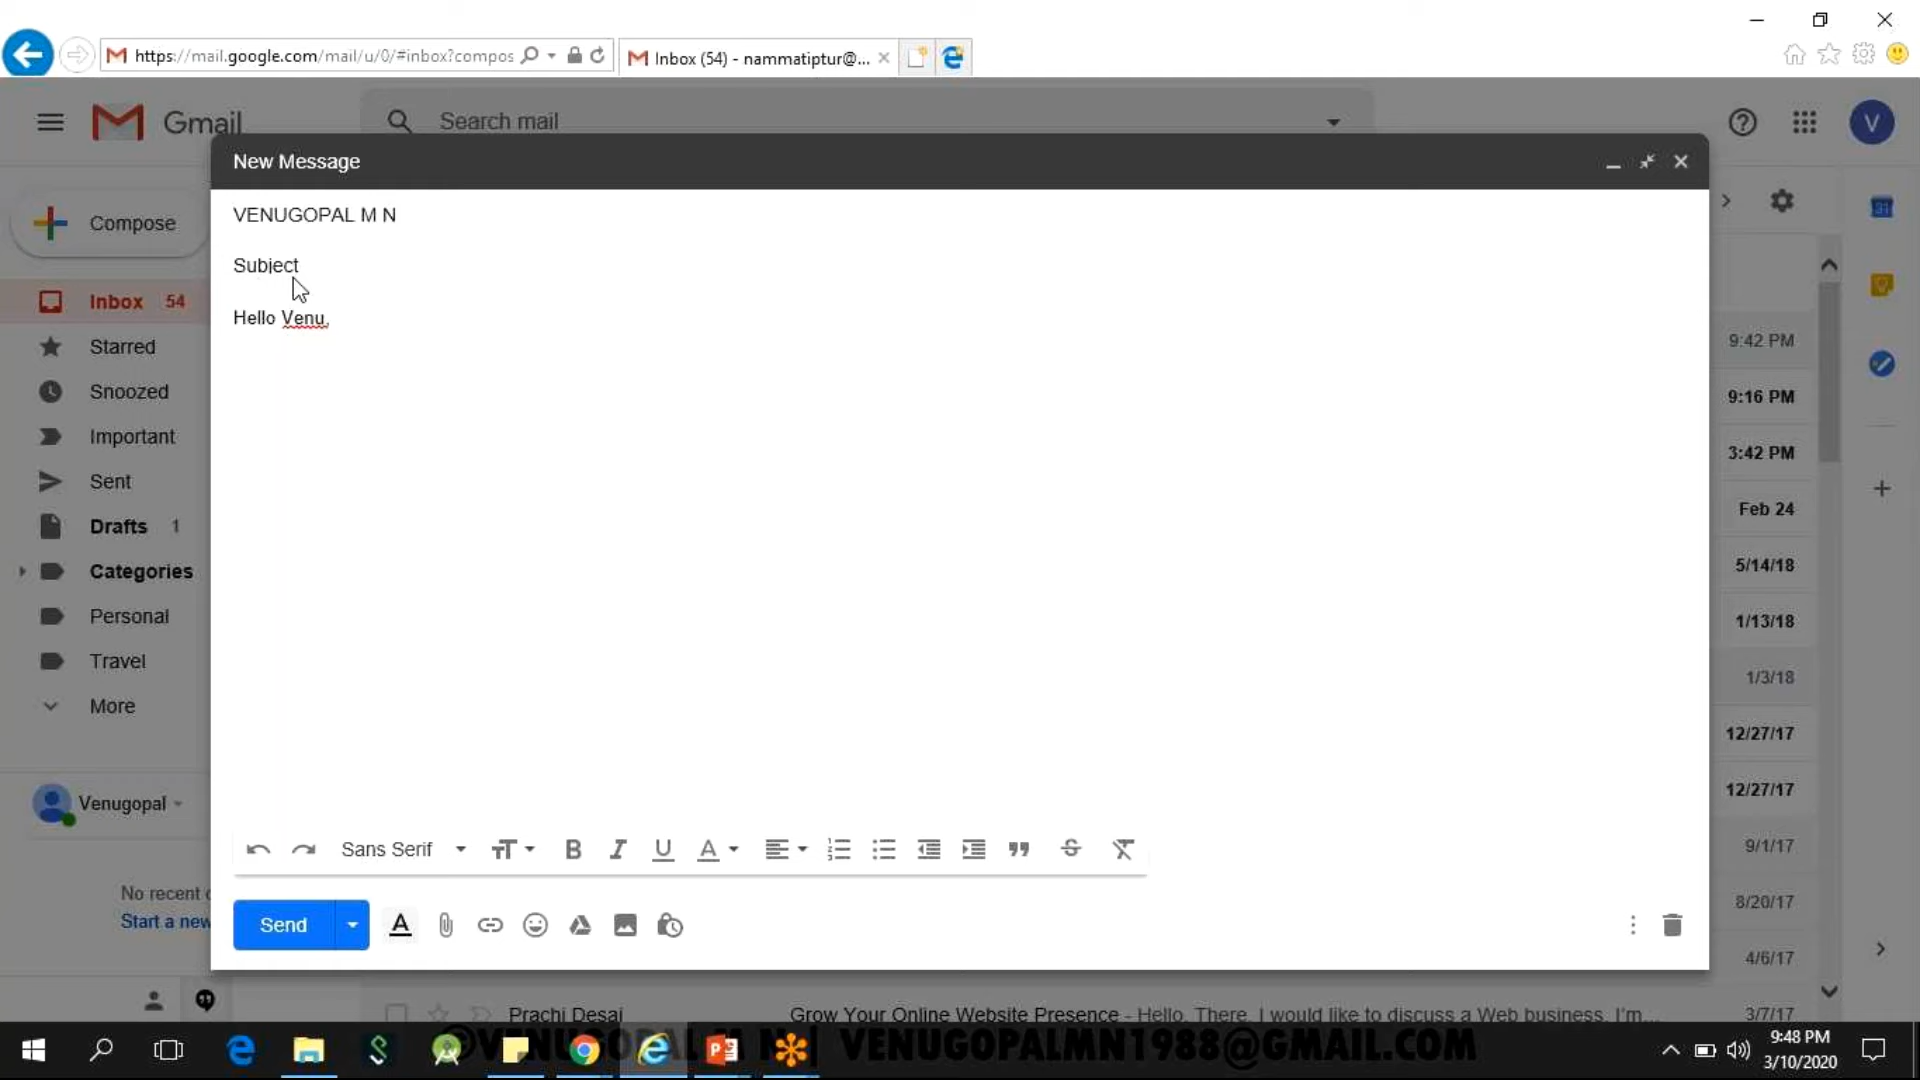 https://mail.google.com/mail/u/0/#inbox?compos
Inbox (54) - nammatiptur@...
Gmail
Search mail
New Message
VENUGOPAL M N
Compose
Subject
Inbox 54
Hello Venu,
Starred
9:42 PM
Snoozed
9:16 PM
Important
3:42 PM
Sent
Feb 24
Drafts 1
5/14/18
Categories
Personal
1/13/18
Travel
1/3/18
More
12/27/17
12/27/17
Venugopal
Sans Serif
9/1/17
No recent
Start a new
8/20/17
Send
4/6/17
Prachi Desai
Grow Your Online Website Presence - Hello, There, I would like to discuss a Web business. I'm...
3/7/17
©VENUGOPAL M N | VENUGOPALMN1988@GMAIL.COM
9:48 PM
3/10/2020
V
31